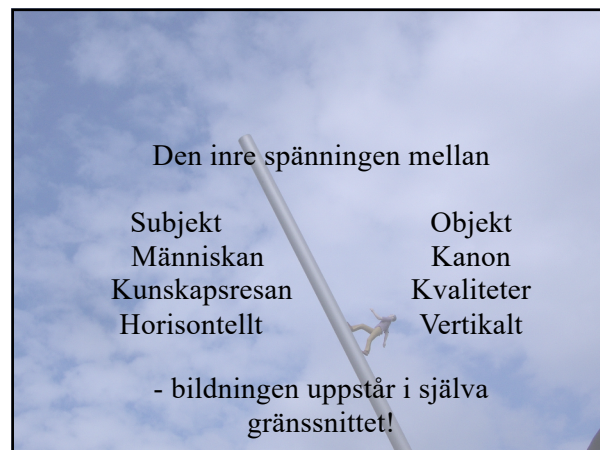 Den inre spänningen mellan
Subjekt Objekt
Människan Kanon
Kunskapsresan Kvaliteter
Horisontellt Vertikalt
- bildningen uppstår i själva
gränssnittet!